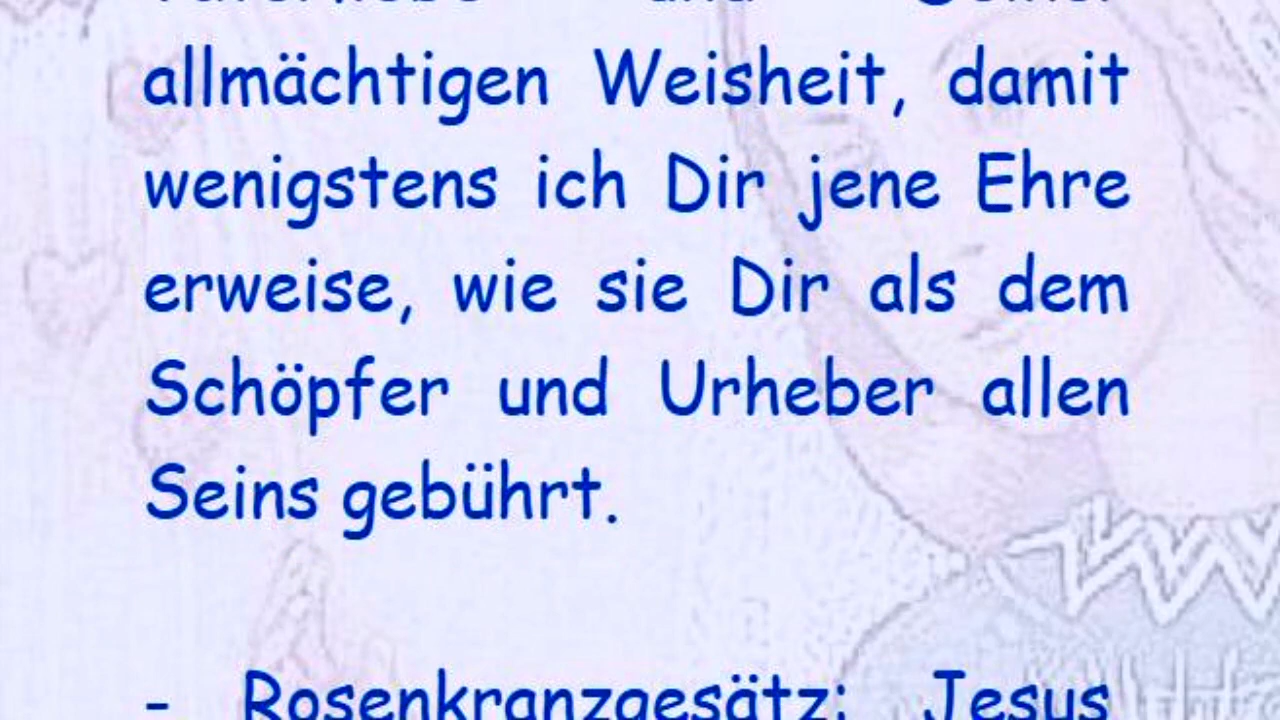 und
allmächtigen Weisheit, damit
wenigstens ich Dir jene Ehre
erweise, wie sie Dir als dem
Schöpfer und Urheber allen
Seins gebührt.
- Rosenkranzgesätz: Jesus